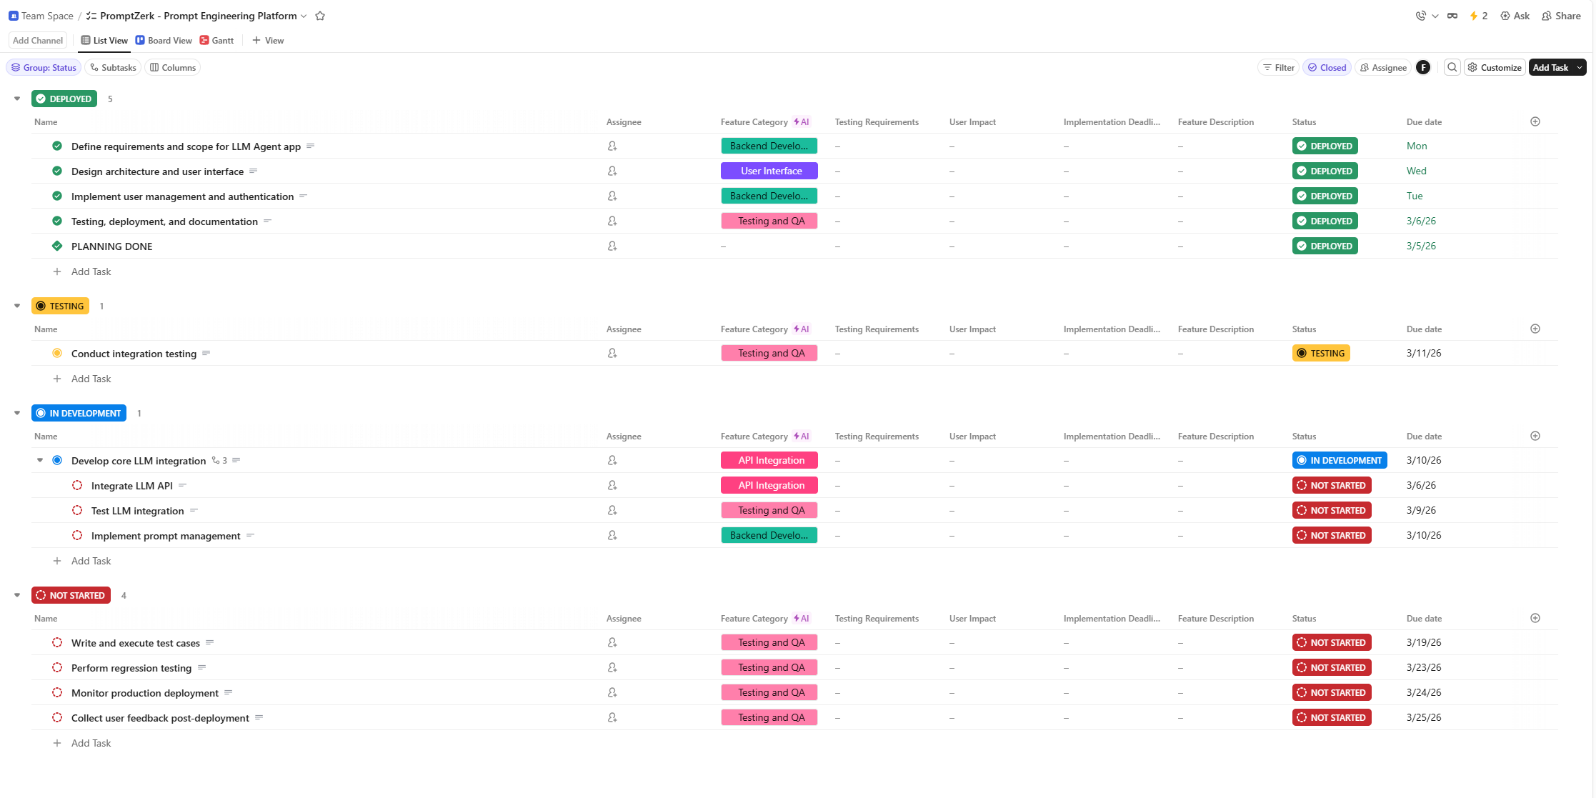 Team Space / PromptZerk - Prompt Engineering Platform
2 Ask Share
Add Channel List View Board View Gantt + View
Group: Status Subtasks Columns Filter Closed Assignee F Customize Add Task
DEPLOYED 5
Name Assignee Feature Category AI Testing Requirements User Impact Implementation Deadli... Feature Description Status Due date
Define requirements and scope for LLM Agent app Backend Develo... – – – – DEPLOYED Mon
Design architecture and user interface User Interface – – – – DEPLOYED Wed
Implement user management and authentication Backend Develo... – – – – DEPLOYED Tue
Testing, deployment, and documentation Testing and QA – – – – DEPLOYED 3/6/26
PLANNING DONE – – – – – DEPLOYED 3/5/26
+ Add Task
TESTING 1
Name Assignee Feature Category AI Testing Requirements User Impact Implementation Deadli... Feature Description Status Due date
Conduct integration testing Testing and QA – – – – TESTING 3/11/26
+ Add Task
IN DEVELOPMENT 1
Name Assignee Feature Category AI Testing Requirements User Impact Implementation Deadli... Feature Description Status Due date
Develop core LLM integration 3 API Integration – – – – IN DEVELOPMENT 3/10/26
Integrate LLM API API Integration – – – – NOT STARTED 3/6/26
Test LLM integration Testing and QA – – – – NOT STARTED 3/9/26
Implement prompt management Backend Develo... – – – – NOT STARTED 3/10/26
+ Add Task
NOT STARTED 4
Name Assignee Feature Category AI Testing Requirements User Impact Implementation Deadli... Feature Description Status Due date
Write and execute test cases Testing and QA – – – – NOT STARTED 3/19/26
Perform regression testing Testing and QA – – – – NOT STARTED 3/23/26
Monitor production deployment Testing and QA – – – – NOT STARTED 3/24/26
Collect user feedback post-deployment Testing and QA – – – – NOT STARTED 3/25/26
+ Add Task